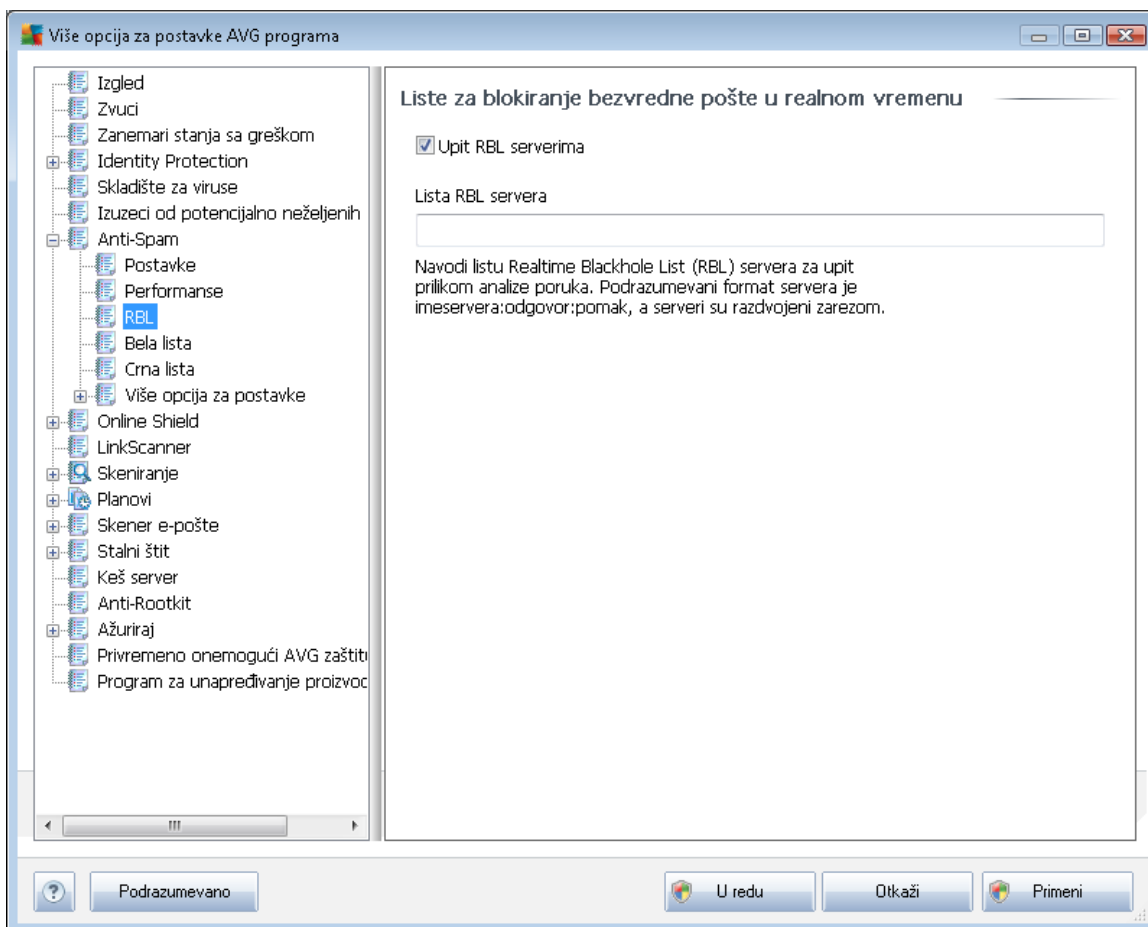 Više opcija za postavke AVG programa
Izgled
Zvuci
Zanemari stanja sa greškom
Identity Protection
Skladište za viruse
Izuzeci od potencijalno neželjenih
Anti-Spam
Postavke
Performanse
RBL
Bela lista
Crna lista
Više opcija za postavke
Online Shield
LinkScanner
Skeniranje
Planovi
Skener e-pošte
Stalni štit
Keš server
Anti-Rootkit
Ažuriraj
Privremeno onemogući AVG zaštitu
Program za unapređivanje proizvoc
Liste za blokiranje bezvredne pošte u realnom vremenu
Upit RBL serverima
Lista RBL servera
Navodi listu Realtime Blackhole List (RBL) servera za upit
prilikom analize poruka. Podrazumevani format servera je
imeservera:odgovor:pomak, a serveri su razdvojeni zarezom.
?
Podrazumevano
U redu
Otkaži
Primeni